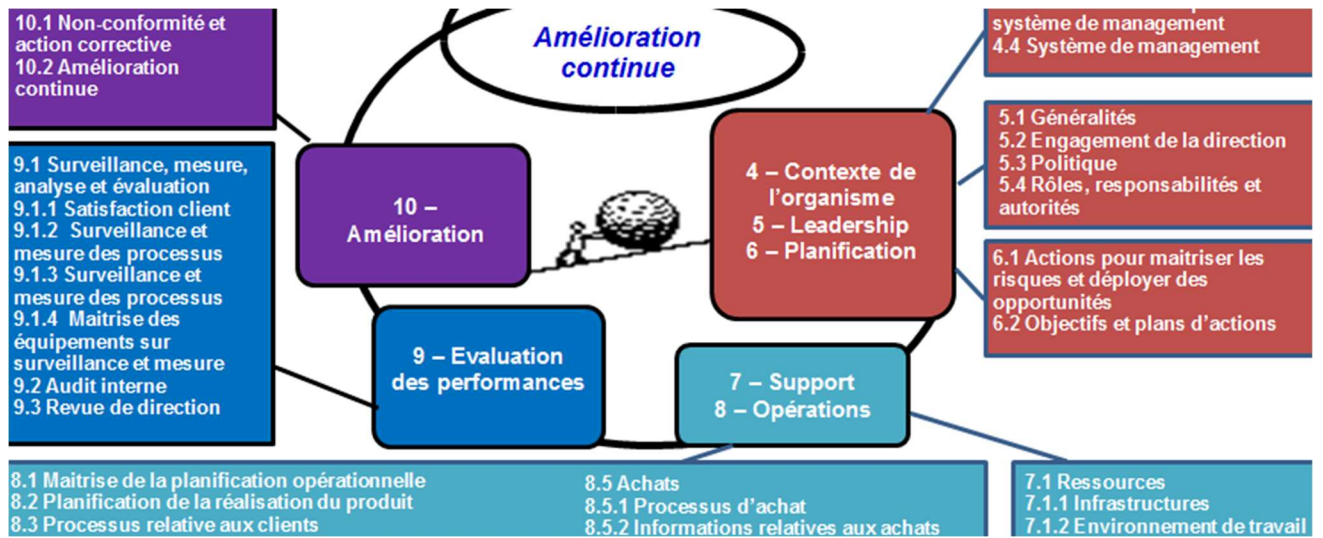 10.1 Non-conformité et
action corrective
10.2 Amélioration
continue
Amélioration
continue
système de management
4.4 Système de management
5.1 Généralités
5.2 Engagement de la direction
5.3 Politique
5.4 Rôles, responsabilités et
autorités
9.1 Surveillance, mesure,
analyse et évaluation
9.1.1 Satisfaction client
9.1.2 Surveillance et
mesure des processus
9.1.3 Surveillance et
mesure des processus
9.1.4 Maitrise des
équipements sur
surveillance et mesure
9.2 Audit interne
9.3 Revue de direction
10 –
Amélioration
4 – Contexte de
l'organisme
5 – Leadership
6 – Planification
6.1 Actions pour maitriser les
risques et déployer des
opportunités
6.2 Objectifs et plans d'actions
9 – Evaluation
des performances
7 – Support
8 – Opérations
8.1 Maitrise de la planification opérationnelle
8.2 Planification de la réalisation du produit
8.3 Processus relative aux clients
8.5 Achats
8.5.1 Processus d'achat
8.5.2 Informations relatives aux achats
7.1 Ressources
7.1.1 Infrastructures
7.1.2 Environnement de travail